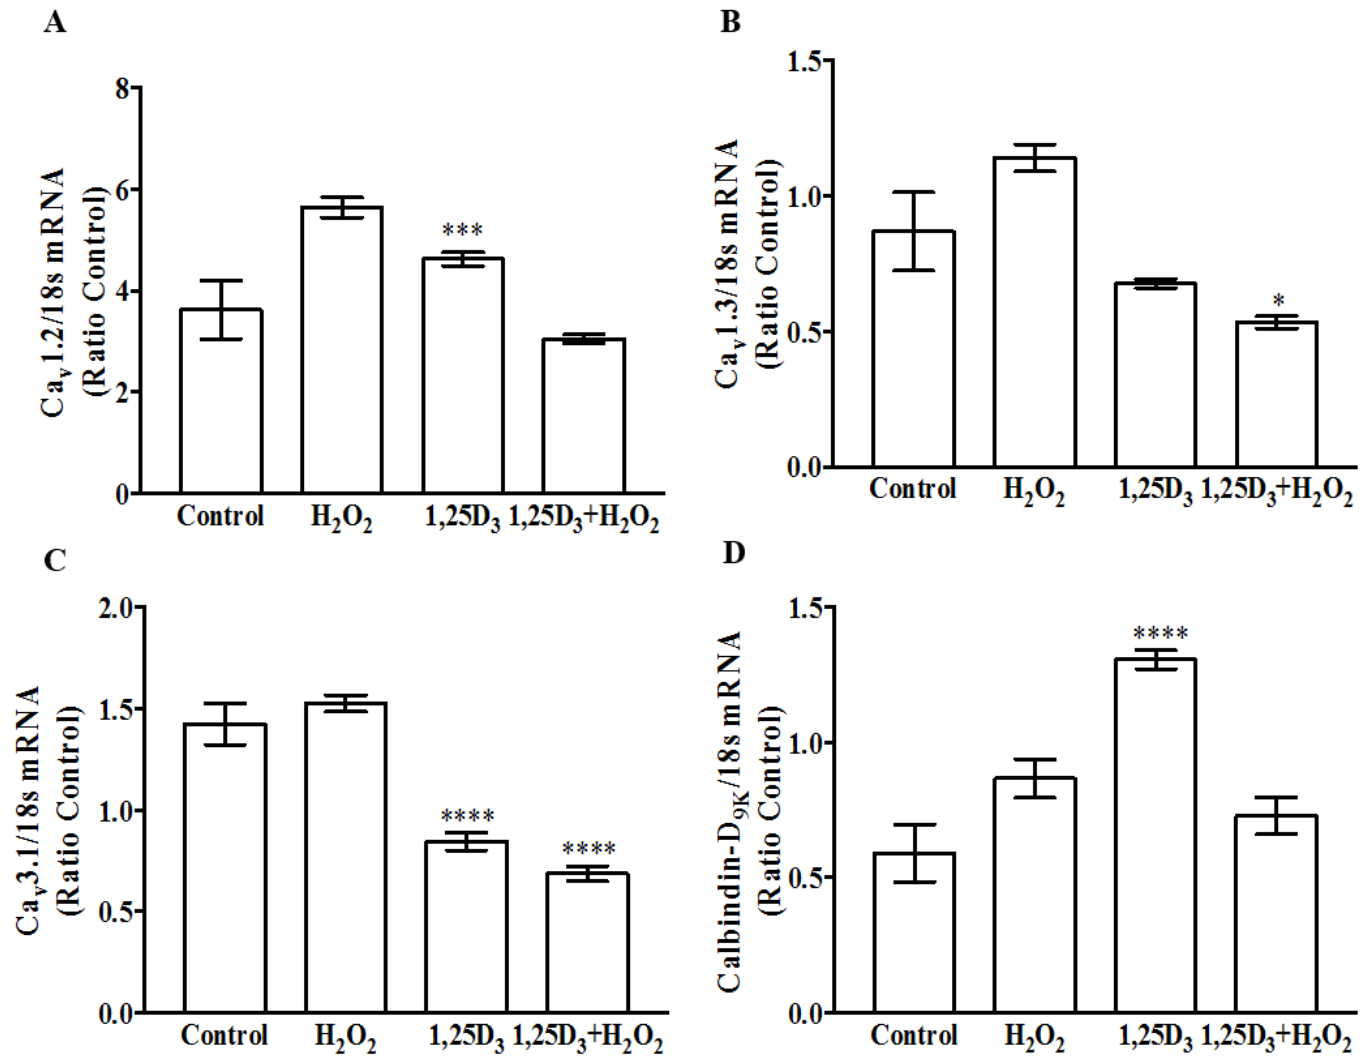 A
Ca_v1.2/18s mRNA
(Ratio Control)
8
6
4
2
0
***
Control H₂O₂ 1,25D₃ 1,25D₃+H₂O₂
B
Ca_v1.3/18s mRNA
(Ratio Control)
1.5
1.0
0.5
0.0
*
Control H₂O₂ 1,25D₃ 1,25D₃+H₂O₂
C
Ca_v3.1/18s mRNA
(Ratio Control)
2.0
1.5
1.0
0.5
0.0
****
****
Control H₂O₂ 1,25D₃ 1,25D₃+H₂O₂
D
Calbindin-D_9K/18s mRNA
(Ratio Control)
1.5
1.0
0.5
0.0
****
Control H₂O₂ 1,25D₃ 1,25D₃+H₂O₂